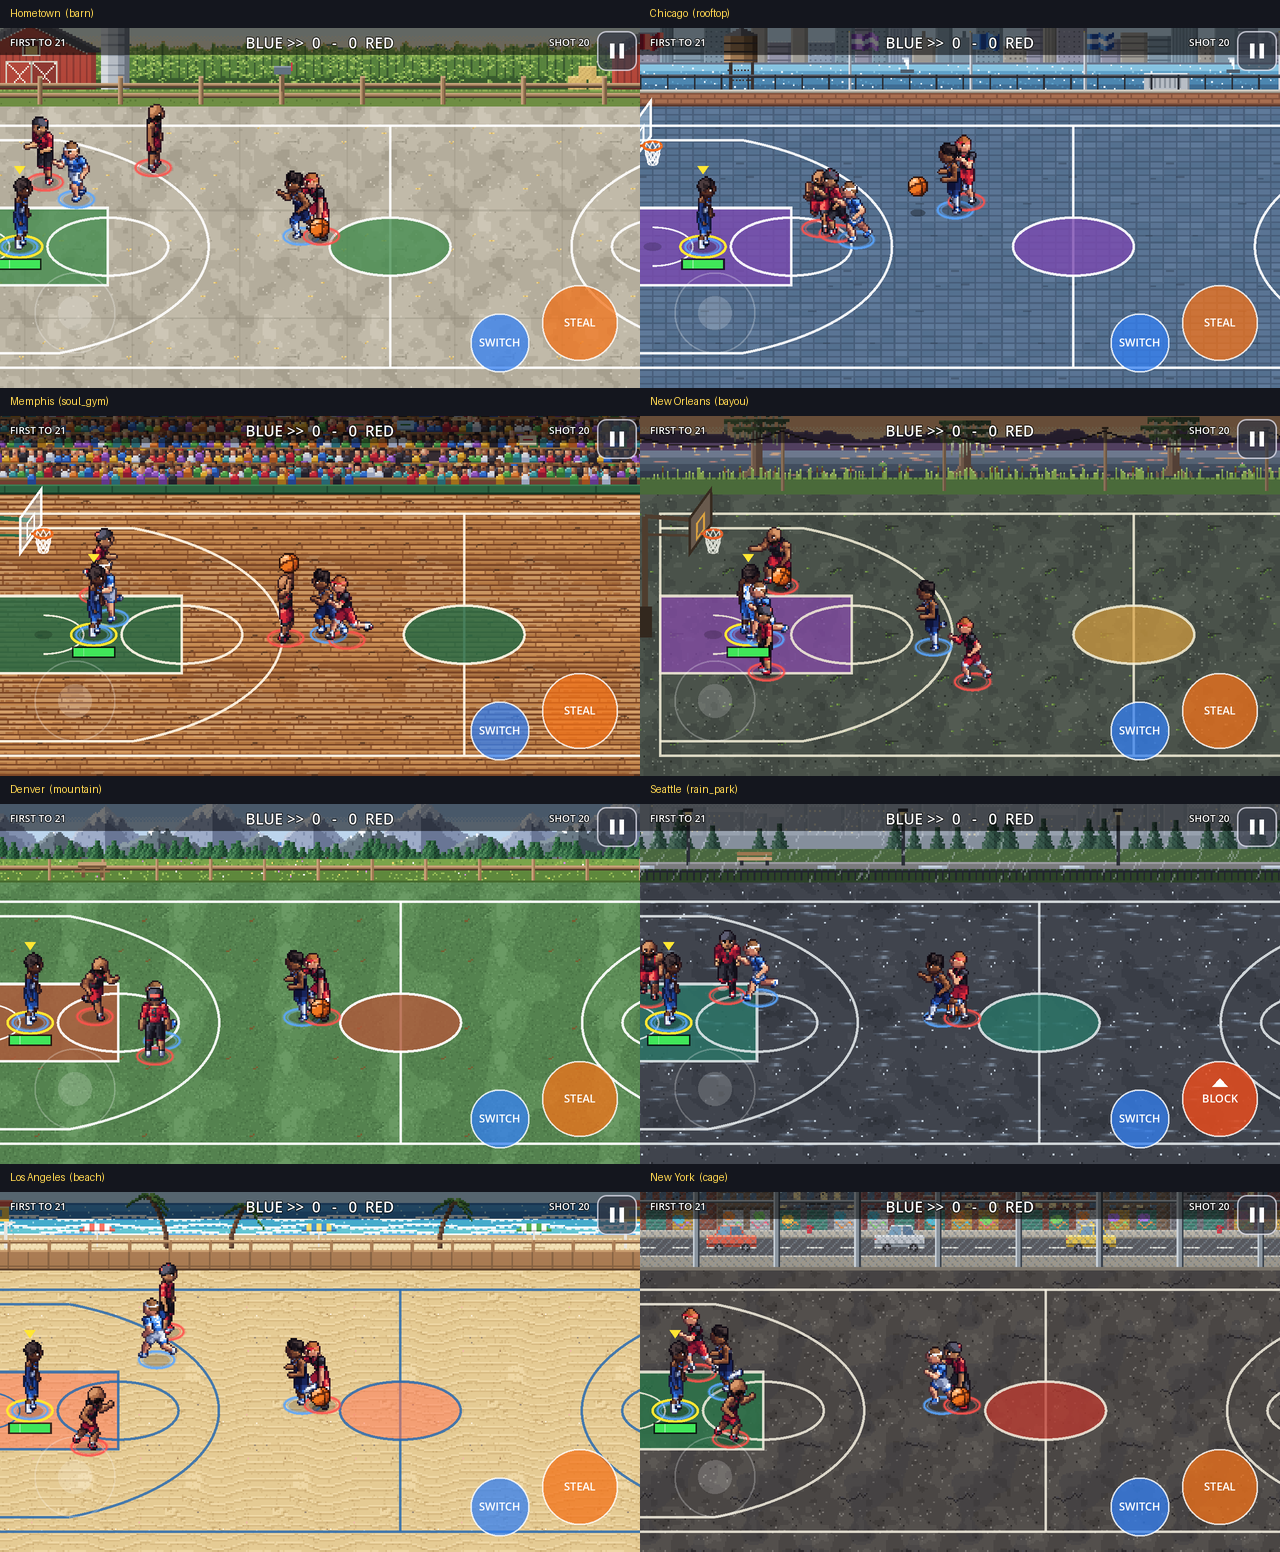 Hometown (barn)
FIRST TO 21 BLUE >> 0 - 0 RED SHOT 20
SWITCH
STEAL
Chicago (rooftop)
FIRST TO 21 BLUE >> 0 - 0 RED SHOT 20
SWITCH
STEAL
Memphis (soul_gym)
FIRST TO 21 BLUE >> 0 - 0 RED SHOT 20
SWITCH
STEAL
New Orleans (bayou)
FIRST TO 21 BLUE >> 0 - 0 RED SHOT 20
SWITCH
STEAL
Denver (mountain)
FIRST TO 21 BLUE >> 0 - 0 RED SHOT 20
SWITCH
STEAL
Seattle (rain_park)
FIRST TO 21 BLUE >> 0 - 0 RED SHOT 20
SWITCH
BLOCK
Los Angeles (beach)
FIRST TO 21 BLUE >> 0 - 0 RED SHOT 20
SWITCH
STEAL
New York (cage)
FIRST TO 21 BLUE >> 0 - 0 RED SHOT 20
SWITCH
STEAL